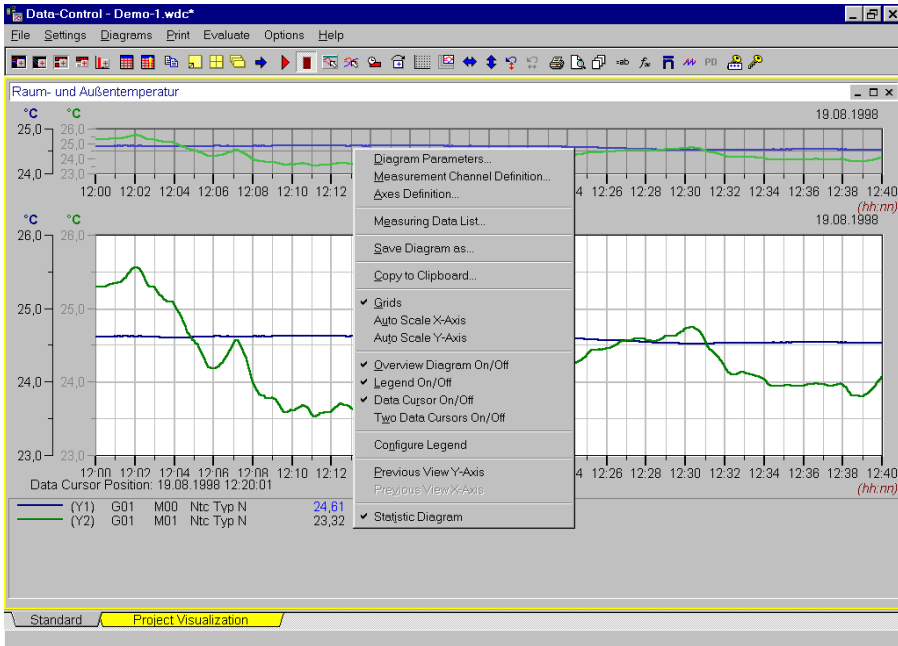 Data-Control - Demo-1.wdc*
File Settings Diagrams Print Evaluate Options Help
=ab fx PD
Raum- und Außentemperatur
°C °C 19.08.1998
25,0 26,0
25,0
24,0
24,0 23,0
12:00 12:02 12:04 12:06 12:08 12:10 12:12 4 12:26 12:28 12:30 12:32 12:34 12:36 12:38 12:40
(hh:nn)
°C °C 19.08.1998
26,0 26,0
25,0 25,0
24,0 24,0
23,0 23,0
12:00 12:02 12:04 12:06 12:08 12:10 12:12 4 12:26 12:28 12:30 12:32 12:34 12:36 12:38 12:40
(hh:nn)
Data Cursor Position: 19.08.1998 12:20:01
(Y1) G01 M00 Ntc Typ N 24,61
(Y2) G01 M01 Ntc Typ N 23,32
Diagram Parameters...
Measurement Channel Definition...
Axes Definition...
Measuring Data List...
Save Diagram as...
Copy to Clipboard...
Grids
Auto Scale X-Axis
Auto Scale Y-Axis
Overview Diagram On/Off
Legend On/Off
Data Cursor On/Off
Two Data Cursors On/Off
Configure Legend
Previous View Y-Axis
Previous View X-Axis
Statistic Diagram
Standard Project Visualization